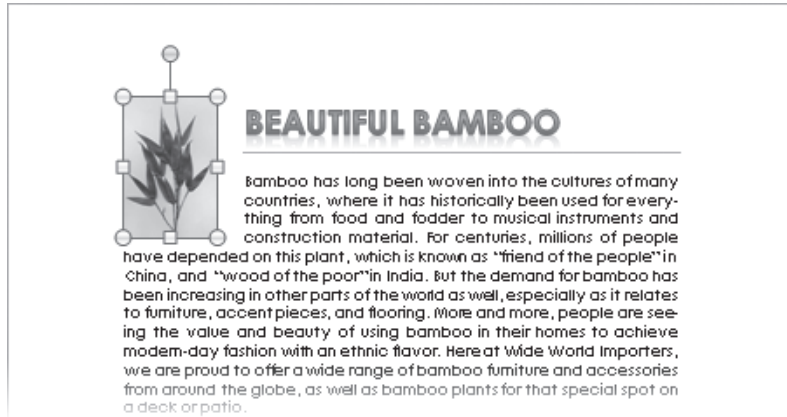 BEAUTIFUL BAMBOO
Bamboo has long been woven into the cultures of many
countries, where it has historically been used for every-
thing from food and fodder to musical instruments and
construction material. For centuries, millions of people
have depended on this plant, which is known as “friend of the people” in
China, and “wood of the poor” in India. But the demand for bamboo has
been increasing in other parts of the world as well, especially as it relates
to furniture, accent pieces, and flooring. More and more, people are see-
ing the value and beauty of using bamboo in their homes to achieve
modern-day fashion with an ethnic flavor. Here at Wide World Importers,
we are proud to offer a wide range of bamboo furniture and accessories
from around the globe, as well as bamboo plants for that special spot on
a deck or patio.